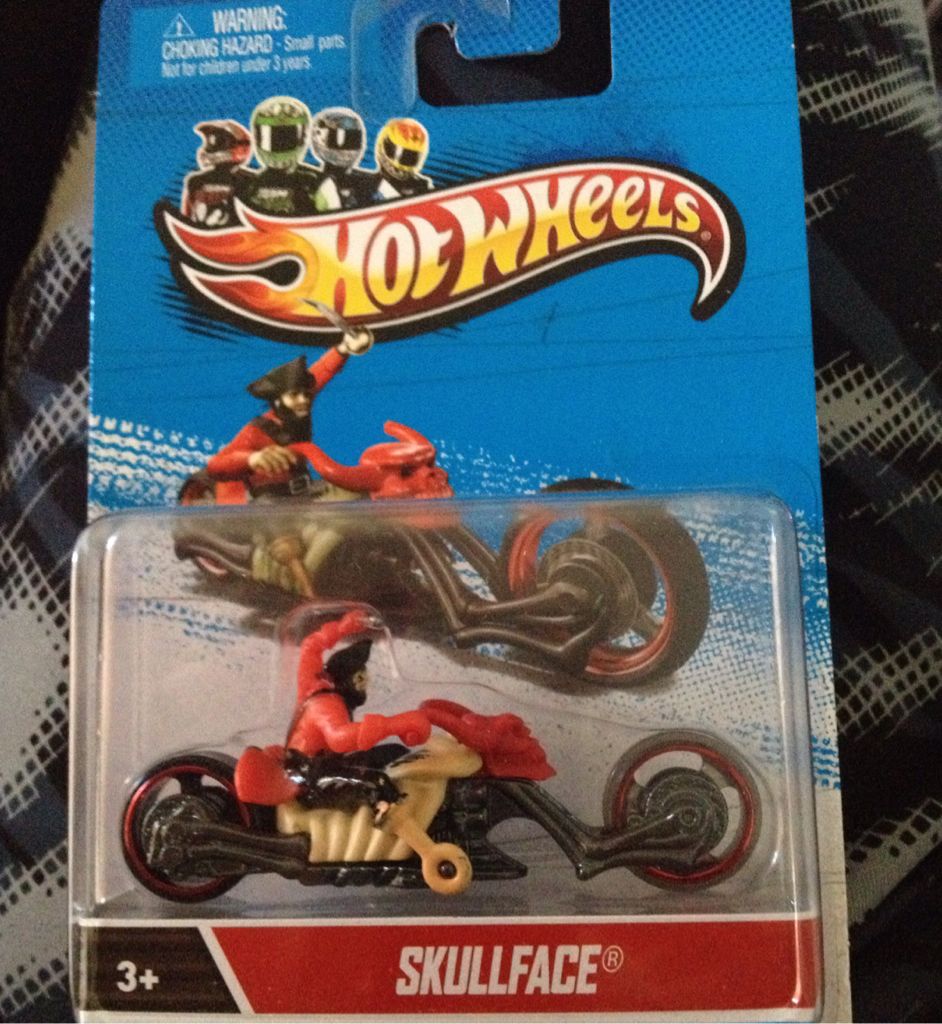 WARNING:
CHOKING HAZARD - Small parts.
Not for children under 3 years.
HOT WHEELS®
3+
SKULLFACE®